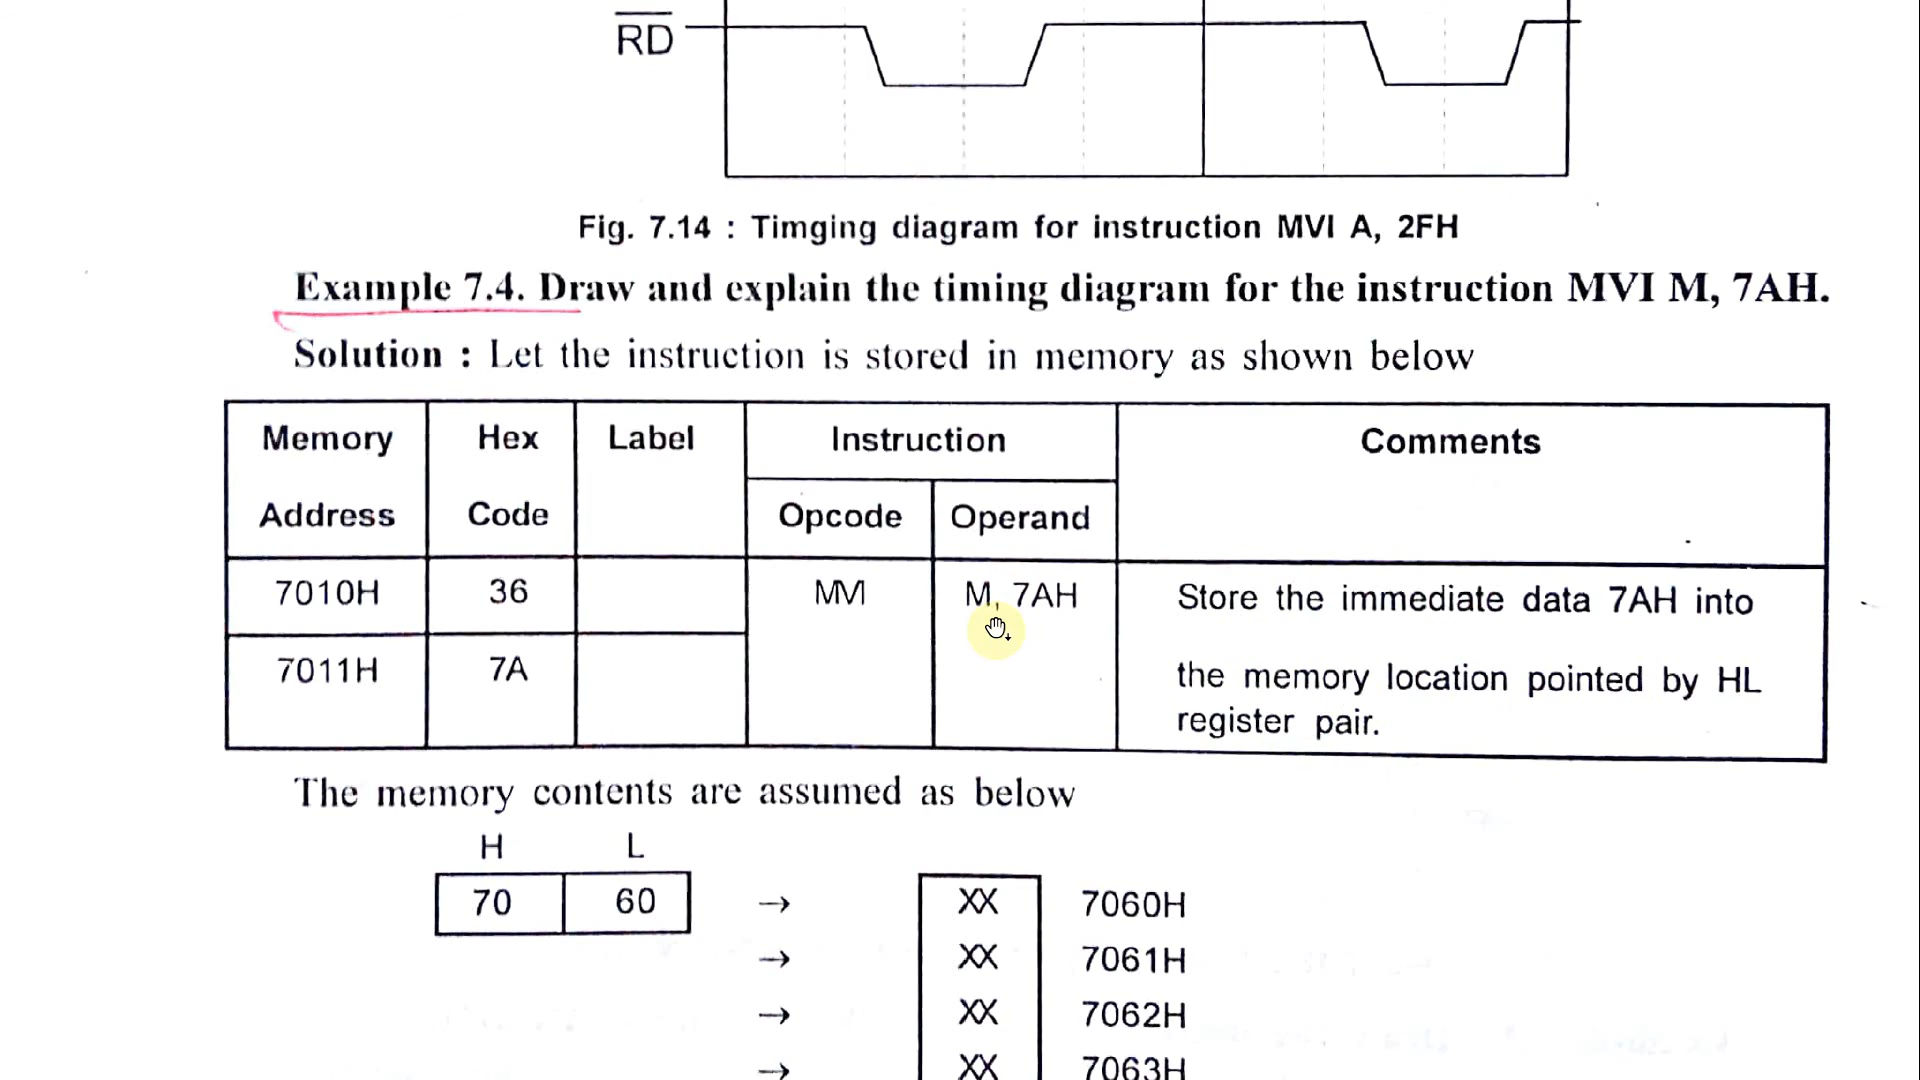 RD
Fig. 7.14 : Timging diagram for instruction MVI A, 2FH
Example 7.4. Draw and explain the timing diagram for the instruction MVI M, 7AH.
Solution : Let the instruction is stored in memory as shown below
Memory Address Hex Code Label Instruction Comments
Opcode Operand
7010H 36 MVI M, 7AH Store the immediate data 7AH into
7011H 7A the memory location pointed by HL
register pair.
The memory contents are assumed as below
H L
70 60 → XX 7060H
→ XX 7061H
→ XX 7062H
→ XX 7063H